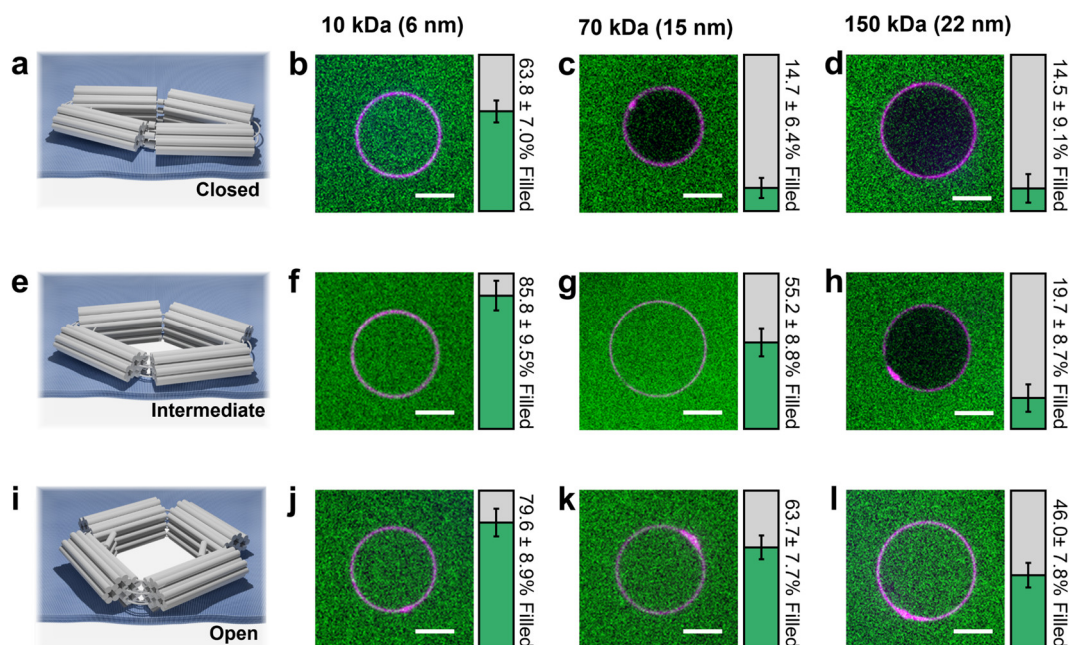 10 kDa (6 nm)
70 kDa (15 nm)
150 kDa (22 nm)
a
Closed
b
63.8 ± 7.0% Filled
c
14.7 ± 6.4% Filled
d
14.5 ± 9.1% Filled
e
Intermediate
f
85.8 ± 9.5% Filled
g
55.2 ± 8.8% Filled
h
19.7 ± 8.7% Filled
i
Open
j
79.6 ± 8.9% Filled
k
63.7± 7.7% Filled
l
46.0± 7.8% Filled